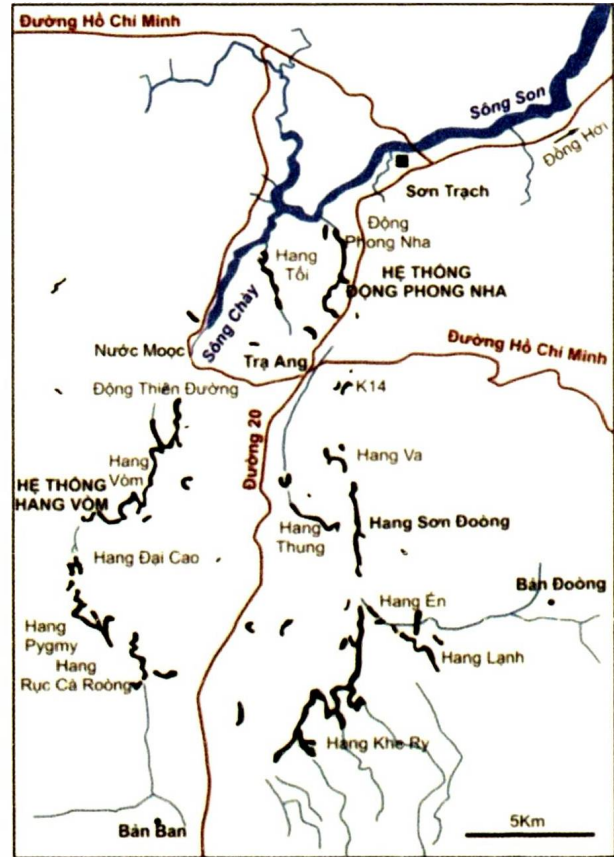 Đường Hồ Chí Minh
Sông Son
Đồng Hới
Sơn Trạch
Động
Phong Nha
Hang
Tối
HỆ THỐNG
ĐỘNG PHONG NHA
Sông Chày
Nước Moọc
Trạ Ang
Đường Hồ Chí Minh
Động Thiên Đường
K14
Đường 20
Hang
Vòm
Hang Va
HỆ THỐNG
HANG VÒM
Hang
Thung
Hang Sơn Đoòng
Hang Đại Cao
Bản Đoòng
Hang Én
Hang
Pygmy
Hang Lạnh
Hang
Rục Cà Roòng
Hang Khe Ry
Bản Ban
5Km